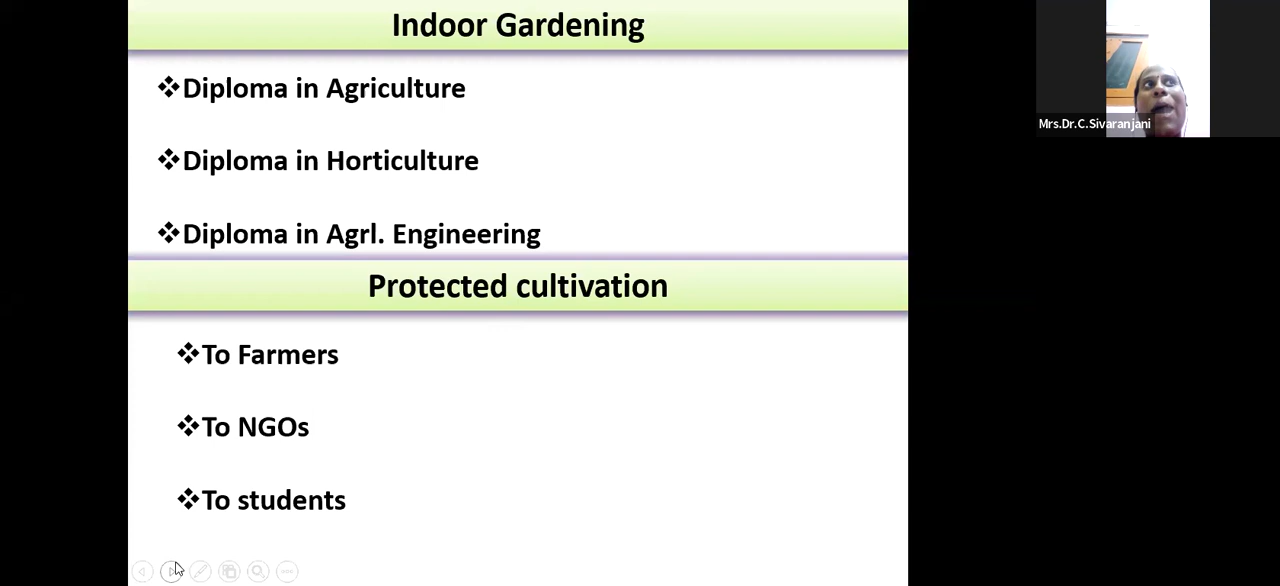 Indoor Gardening
❖Diploma in Agriculture
❖Diploma in Horticulture
❖Diploma in Agrl. Engineering
Protected cultivation
❖To Farmers
❖To NGOs
❖To students
Mrs.Dr.C.Sivaranjani